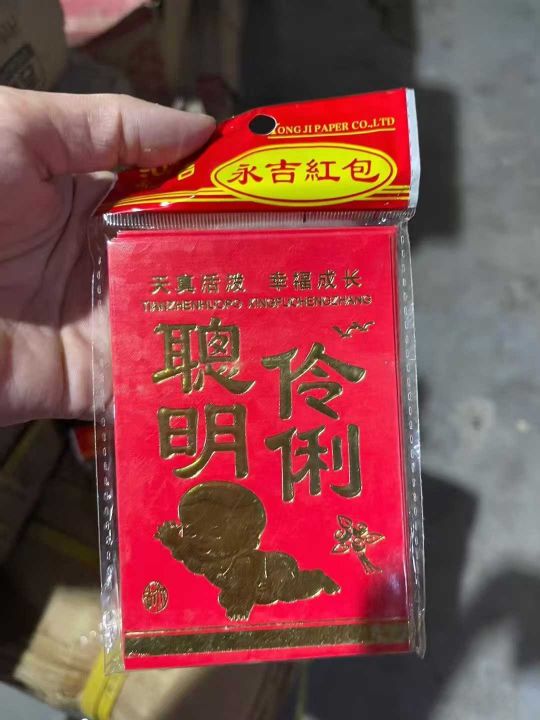 YONG JI PAPER CO.,LTD
永吉紅包
天真活泼 幸福成长
TIANZHENHUOPO XINGFUCHENGZHANG
聰明
伶俐